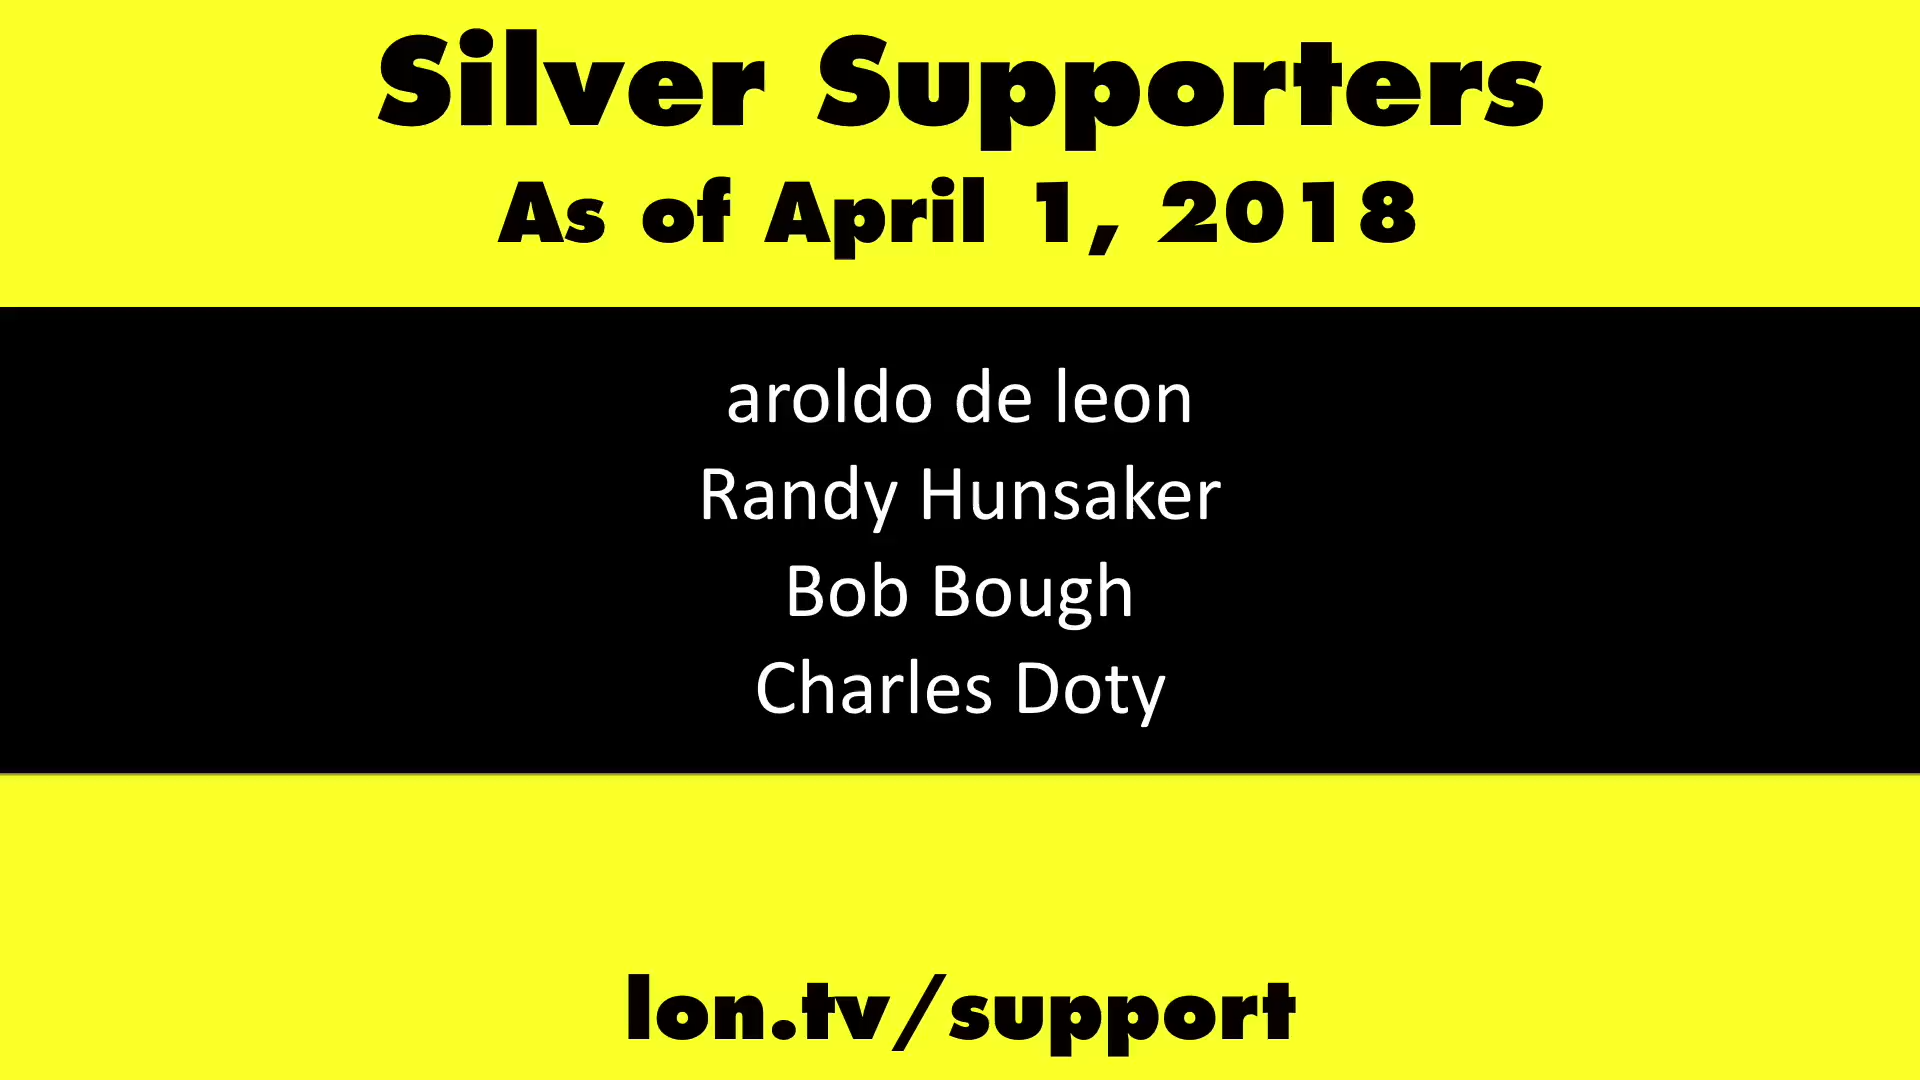 Silver Supporters
As of April 1, 2018
aroldo de leon
Randy Hunsaker
Bob Bough
Charles Doty
lon.tv/support